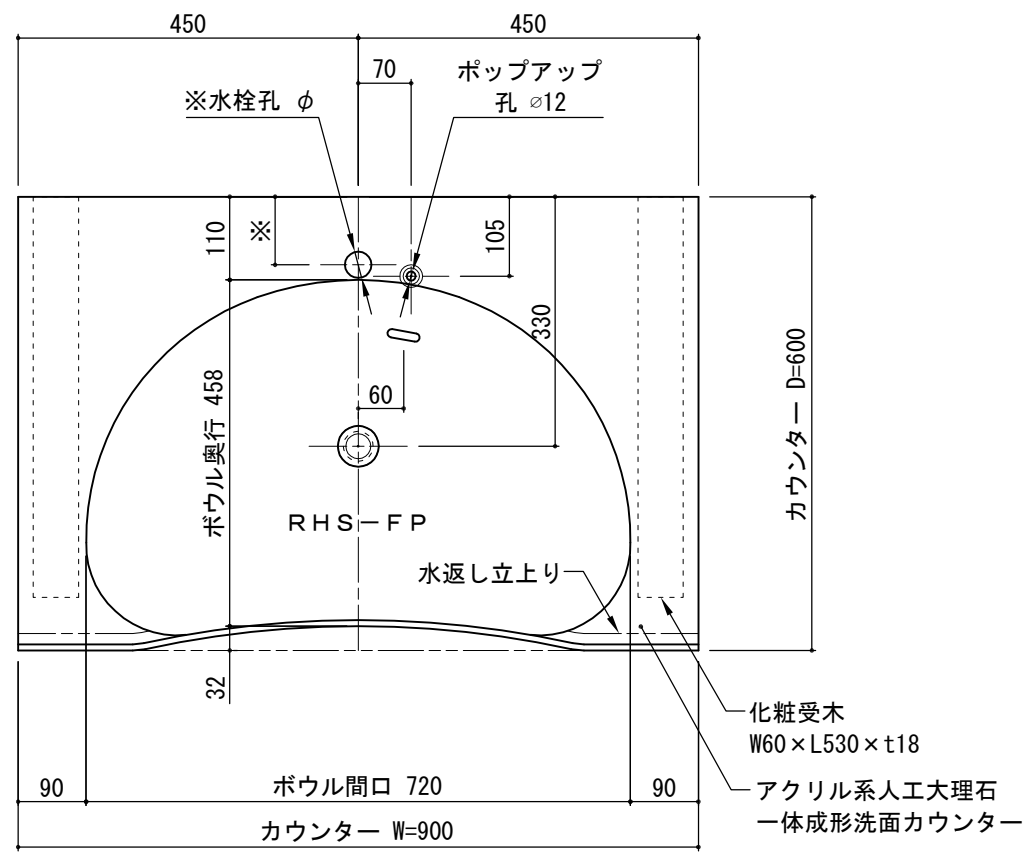 450
450
70
ポップアップ
孔 ⌀12
※水栓孔 φ
110
※
105
330
ボウル奥行 458
60
カウンター D=600
RHS-FP
水返し立上り
32
化粧受木
W60×L530×t18
90
ボウル間口 720
90
アクリル系人工大理石
一体成形洗面カウンター
カウンター W=900